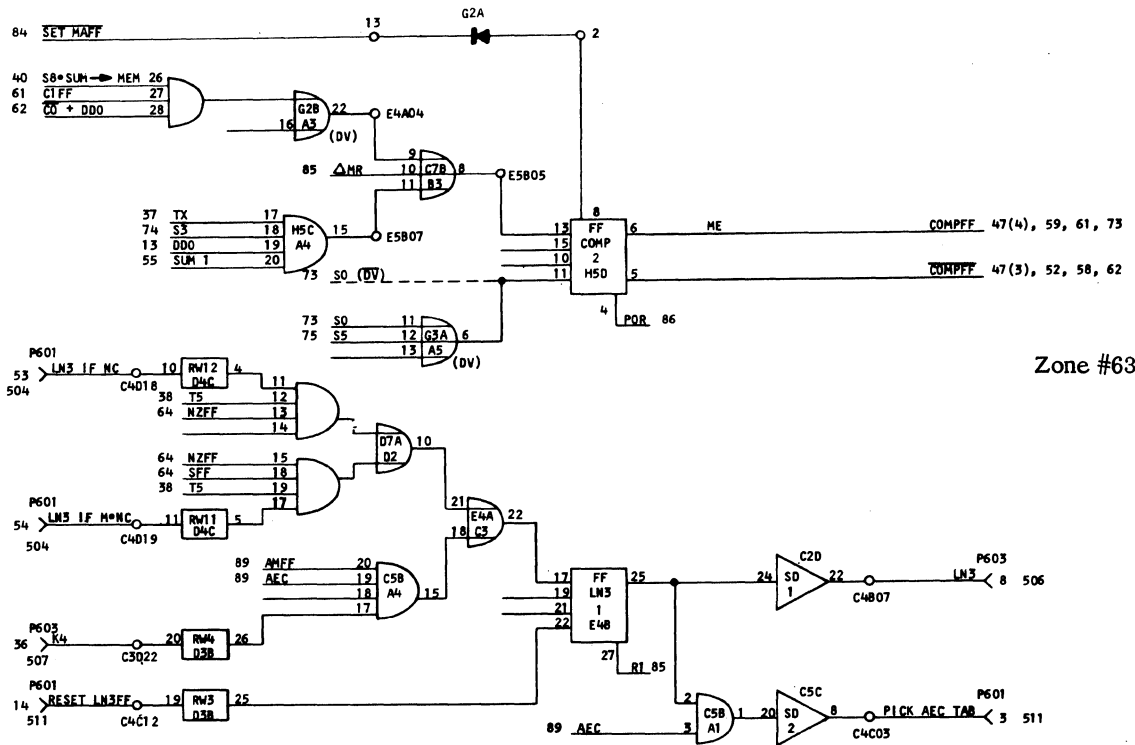 G2A
84 SET MAFF 13 2
40 S8•SUM → MEM 26
61 C1FF 27
62 C0 + DDO 28
G2B 22 E4A04
16 A3
(DV)
9
85 △MR 10 C7B 8 E5B05
11 B3
37 TX 17
74 S3 18 H5C 15 E5B07
13 DDO 19 A4
55 SUM 1 20
73 S0 (DV)
8
13 FF 6 ME COMPFF 47(4), 59, 61, 73
15 COMP
10 2
11 H5D 5 COMPFF 47(3), 52, 58, 62
4 POR 86
73 S0 11
75 S5 12 G3A 6
13 A5
(DV)
Zone #63
P601
53 LN3 IF NC 10 RW12 4
504 C4D18 D4C
11
38 T5 12
64 NZFF 13
14
D7A 10
D2
64 NZFF 15
64 SFF 18
38 T5 19
17
P601
54 LN3 IF M•NC 11 RW11 5
504 C4D19 D4C
21 E4A 22
18 C3
89 AMFF 20
89 AEC 19 C5B
18 A4 15
17
P603
36 K4 20 RW4 26
507 C3D22 D3B
P601
14 RESET LN3FF 19 RW3 25
511 C4C12 D3B
17 FF 25
19 LN3
21 1
22 E4B
27 R1 85
C2D
24 SD 22 LN3 P603
1 C4B07 8 506
2 C5B 1
89 AEC 3 A1
C5C
20 SD 8 PICK AEC TAB P601
2 C4C03 3 511